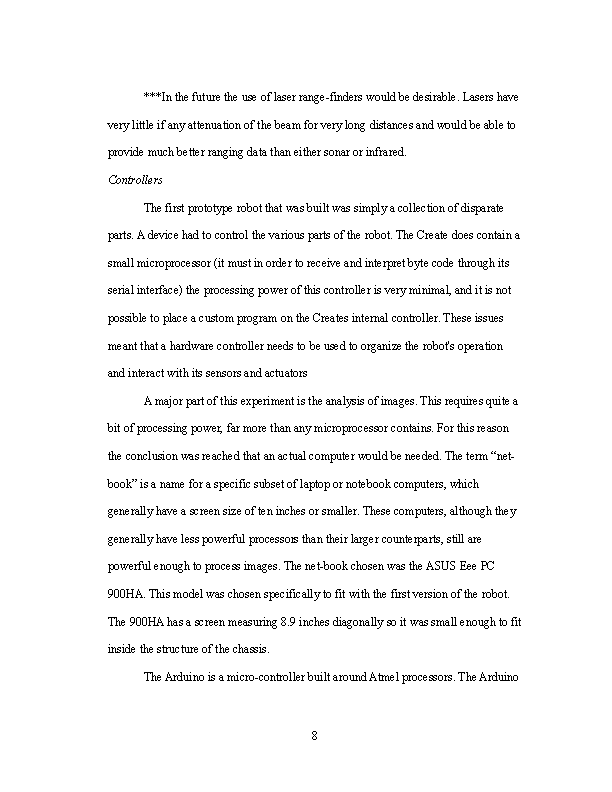 ***In the future the use of laser range-finders would be desirable. Lasers have
very little if any attenuation of the beam for very long distances and would be able to
provide much better ranging data than either sonar or infrared.
Controllers
The first prototype robot that was built was simply a collection of disparate
parts. A device had to control the various parts of the robot. The Create does contain a
small microprocessor (it must in order to receive and interpret byte code through its
serial interface) the processing power of this controller is very minimal, and it is not
possible to place a custom program on the Creates internal controller. These issues
meant that a hardware controller needs to be used to organize the robot's operation
and interact with its sensors and actuators
A major part of this experiment is the analysis of images. This requires quite a
bit of processing power, far more than any microprocessor contains. For this reason
the conclusion was reached that an actual computer would be needed. The term “net-
book” is a name for a specific subset of laptop or notebook computers, which
generally have a screen size of ten inches or smaller. These computers, although they
generally have less powerful processors than their larger counterparts, still are
powerful enough to process images. The net-book chosen was the ASUS Eee PC
900HA. This model was chosen specifically to fit with the first version of the robot.
The 900HA has a screen measuring 8.9 inches diagonally so it was small enough to fit
inside the structure of the chassis.
The Arduino is a micro-controller built around Atmel processors. The Arduino
8